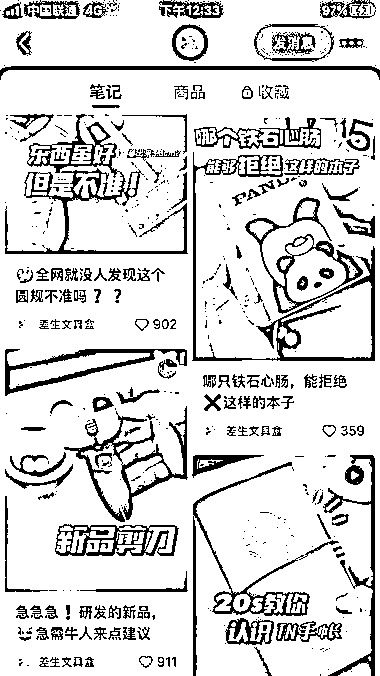 中国联通 4G 下午12:33 97%
发消息
笔记 商品 收藏
东西虽好
但是不准！
全网就没人发现这个
圆规不准吗？？
差生文具盒 902
哪个铁石心肠
能够拒绝这样的本子
PANDA
哪只铁石心肠，能拒绝
❌这样的本子
差生文具盒 359
新品剪刀
急急急！研发的新品，
急需牛人来点建议
差生文具盒 911
20s教你
认识TN手帐